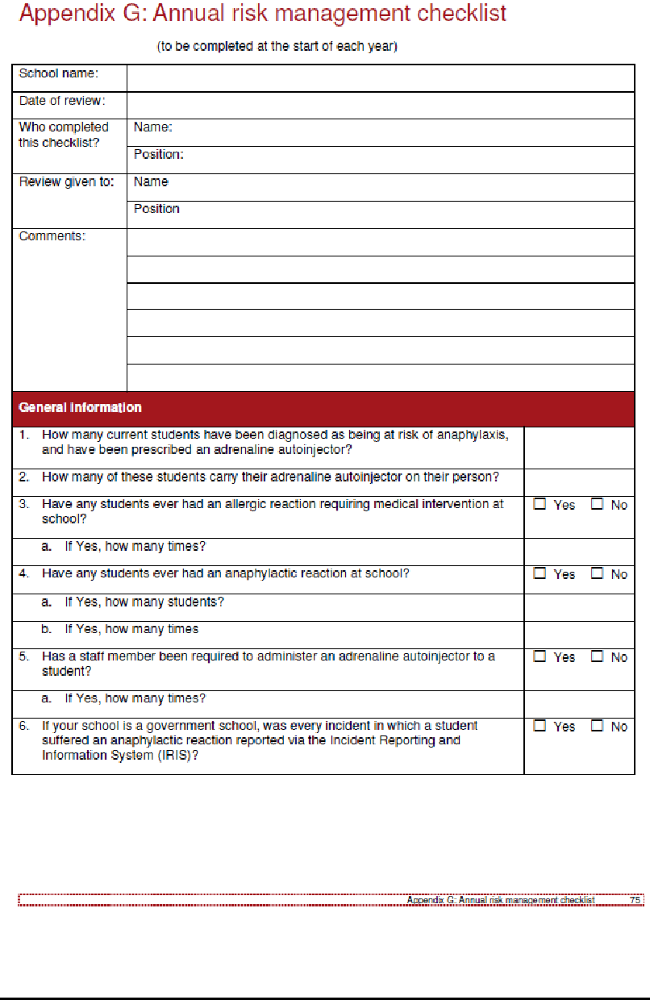 Appendix G: Annual risk management checklist
(to be completed at the start of each year)
School name:
Date of review:
Who completed
this checklist?
Name:
Position:
Review given to:
Name
Position
Comments:
General information
1. How many current students have been diagnosed as being at risk of anaphylaxis,
and have been prescribed an adrenaline autoinjector?
2. How many of these students carry their adrenaline autoinjector on their person?
3. Have any students ever had an allergic reaction requiring medical intervention at
school?
☐ Yes ☐ No
a. If Yes, how many times?
4. Have any students ever had an anaphylactic reaction at school?
☐ Yes ☐ No
a. If Yes, how many students?
b. If Yes, how many times
5. Has a staff member been required to administer an adrenaline autoinjector to a
student?
☐ Yes ☐ No
a. If Yes, how many times?
6. If your school is a government school, was every incident in which a student
suffered an anaphylactic reaction reported via the Incident Reporting and
Information System (IRIS)?
☐ Yes ☐ No
Appendix G: Annual risk management checklist 75